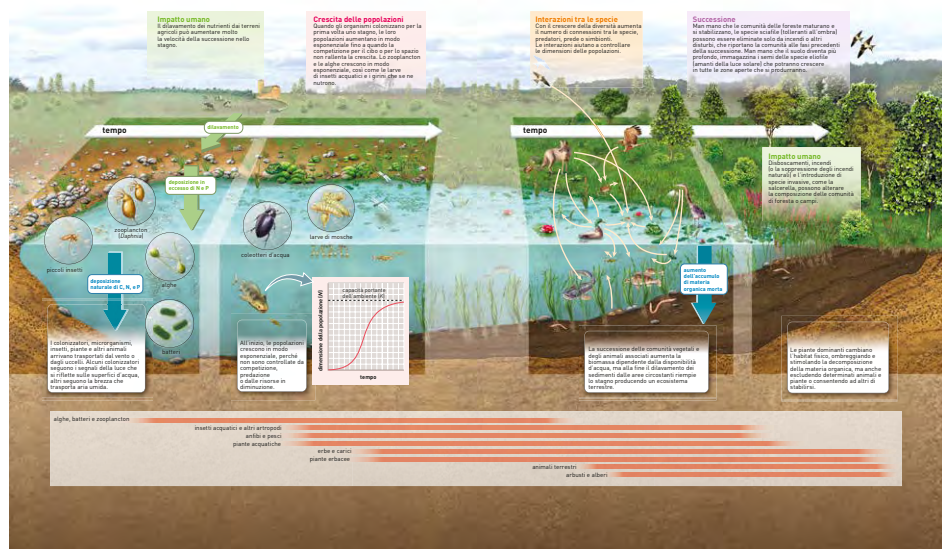 Impatto umano
Il dilavamento dei nutrienti dai terreni
agricoli può aumentare molto
la velocità della successione nello
stagno.
Crescita delle popolazioni
Quando gli organismi colonizzano per la
prima volta uno stagno, le loro
popolazioni aumentano in modo
esponenziale fino a quando la
competizione per il cibo o per lo spazio
non rallenta la crescita. Lo zooplancton
e le alghe crescono in modo
esponenziale, così come le larve
di insetti acquatici e i girini che se ne
nutrono.
Interazioni tra le specie
Con il crescere della diversità aumenta
il numero di connessioni tra le specie,
predatori, prede o simbionti.
Le interazioni aiutano a controllare
le dimensioni delle popolazioni.
Successione
Man mano che le comunità delle foreste maturano e
si stabilizzano, le specie sciafile (tolleranti all'ombra)
possono essere eliminate solo da incendi o altri
disturbi, che riportano la comunità alle fasi precedenti
della successione. Man mano che il suolo diventa più
profondo, immagazzina i semi delle specie eliofile
(amanti della luce solare) che potranno crescere
in tutte le zone aperte che si produrranno.
tempo
dilavamento
tempo
Impatto umano
Disboscamenti, incendi
(o la soppressione degli incendi
naturali) e l'introduzione di
specie invasive, come la
salcerella, possono alterare
la composizione delle comunità
di foresta o campi.
deposizione in
eccesso di N e P
zooplancton
(Daphnia)
piccoli insetti
alghe
coleotteri d'acqua
larve di mosche
deposizione
naturale di C, N, e P
batteri
aumento
dell'accumulo
di materia
organica morta
capacità portante
dell'ambiente (K)
dimensione della popolazione (N)
tempo
I colonizzatori, microrganismi,
insetti, piante e altri animali
arrivano trasportati dal vento o
dagli uccelli. Alcuni colonizzatori
seguono i segnali della luce che
si riflette sulle superfici d'acqua,
altri seguono la brezza che
trasporta aria umida.
All'inizio, le popolazioni
crescono in modo
esponenziale, perché
non sono controllate da
competizione,
predazione
o dalle risorse in
diminuzione.
La successione delle comunità vegetali e
degli animali associati aumenta la
biomassa dipendente dalla disponibilità
d'acqua, ma alla fine il dilavamento dei
sedimenti dalle aree circostanti riempie
lo stagno producendo un ecosistema
terrestre.
Le piante dominanti cambiano
l'habitat fisico, ombreggiando e
stimolando la decomposizione
della materia organica, ma anche
escludendo determinati animali e
piante o consentendo ad altri di
stabilirsi.
alghe, batteri e zooplancton
insetti acquatici e altri artropodi
anfibi e pesci
piante acquatiche
erbe e carici
piante erbacee
animali terrestri
arbusti e alberi